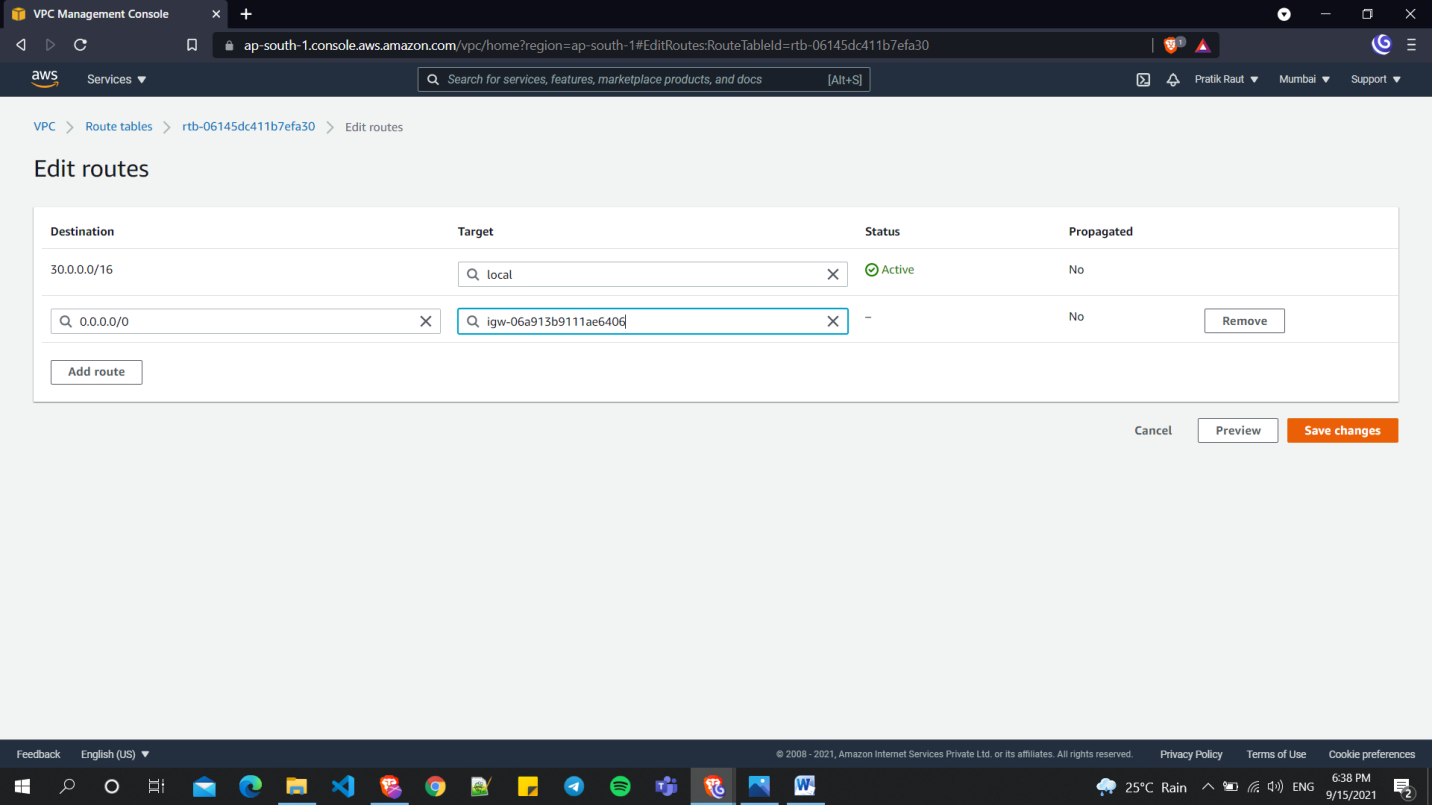 VPC Management Console
ap-south-1.console.aws.amazon.com/vpc/home?region=ap-south-1#EditRoutes:RouteTableId=rtb-06145dc411b7efa30
1
aws Services Search for services, features, marketplace products, and docs [Alt+S] Pratik Raut Mumbai Support
VPC Route tables rtb-06145dc411b7efa30 Edit routes
Edit routes
Destination Target Status Propagated
30.0.0.0/16 local Active No
0.0.0.0/0 igw-06a913b9111ae6406 – No Remove
Add route
Cancel Preview Save changes
Feedback English (US) © 2008 - 2021, Amazon Internet Services Private Ltd. or its affiliates. All rights reserved. Privacy Policy Terms of Use Cookie preferences
25°C Rain ENG 6:38 PM
9/15/2021 2